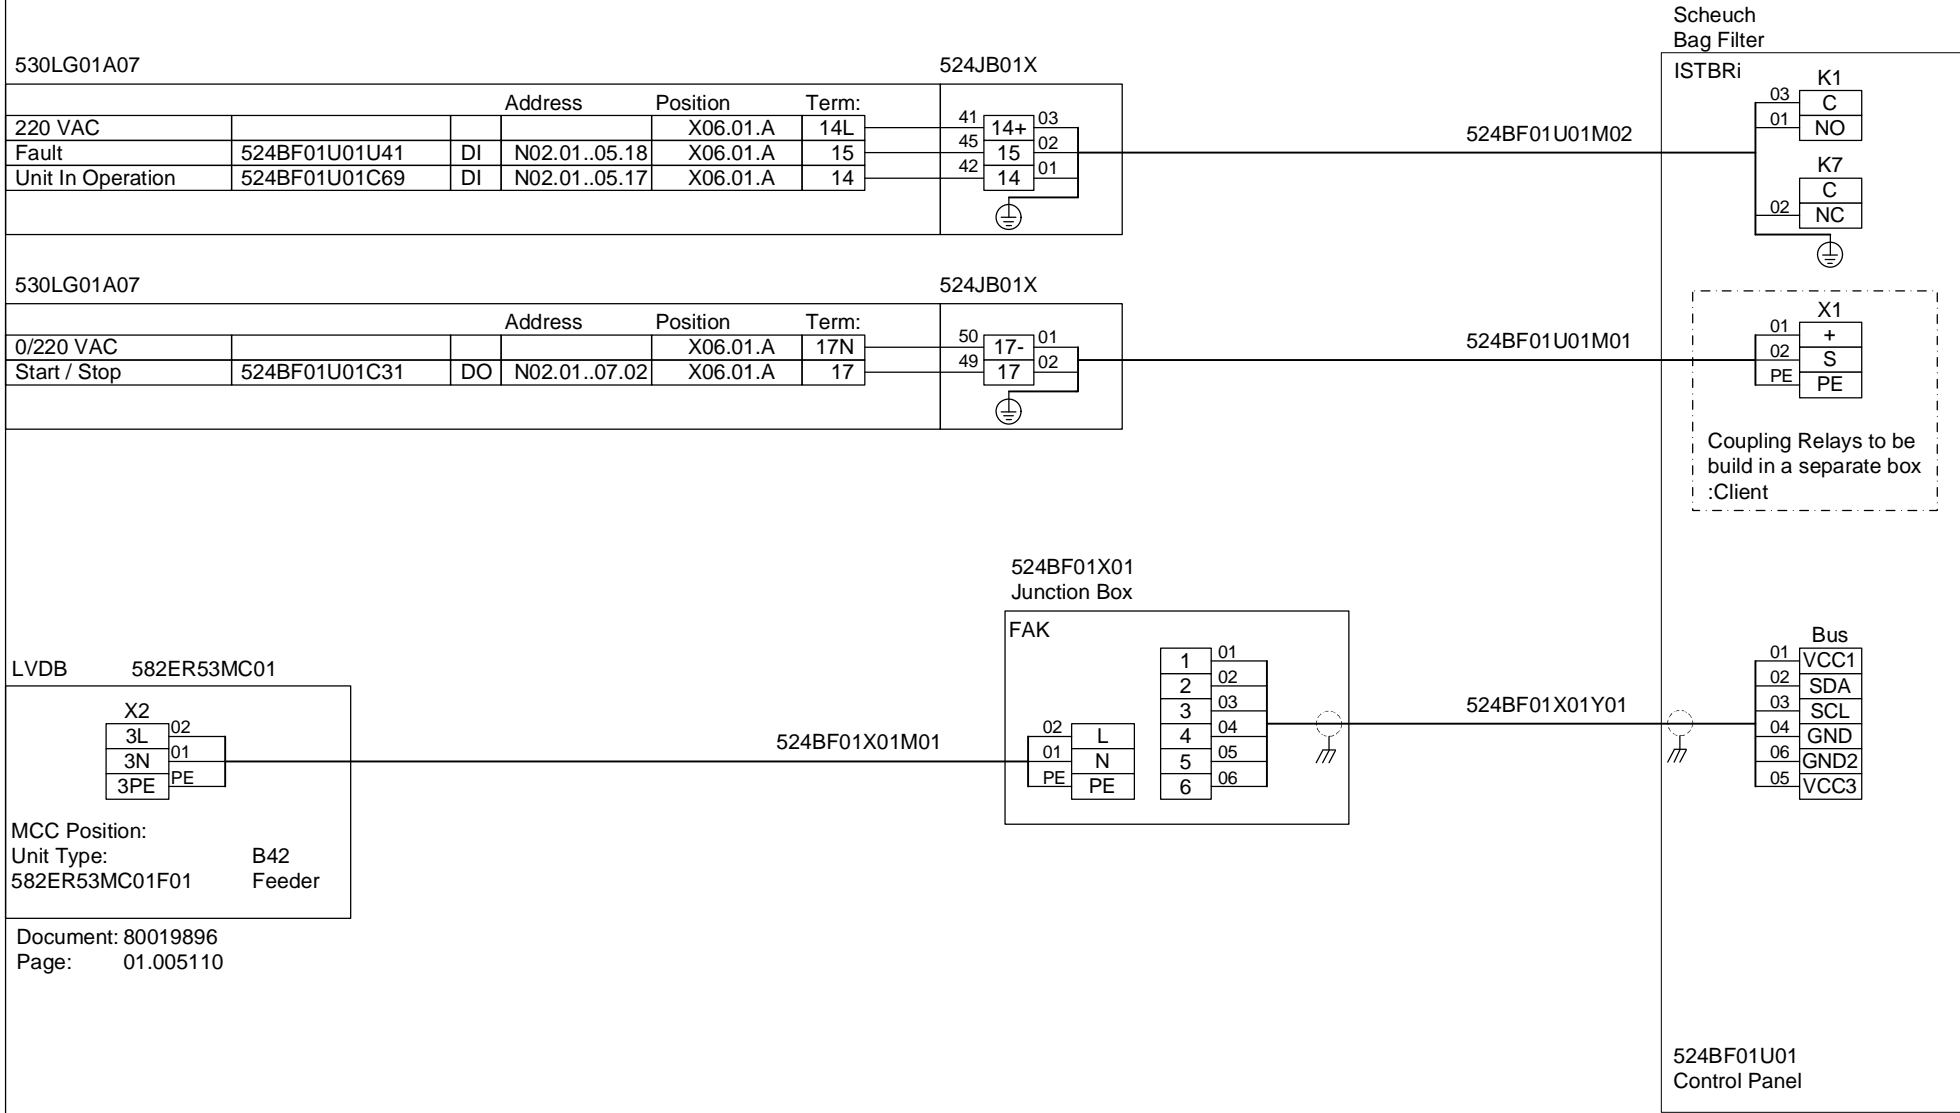 Scheuch
Bag Filter
530LG01A07
524JB01X
ISTBRi
K1
Address Position Term:
220 VAC X06.01.A 14L
Fault 524BF01U01U41 DI N02.01..05.18 X06.01.A 15
Unit In Operation 524BF01U01C69 DI N02.01..05.17 X06.01.A 14
41 14+ 03
45 15 02
42 14 01
524BF01U01M02
03 C
01 NO
K7
C
02 NC
530LG01A07
524JB01X
Address Position Term:
0/220 VAC X06.01.A 17N
Start / Stop 524BF01U01C31 DO N02.01..07.02 X06.01.A 17
50 17- 01
49 17 02
524BF01U01M01
X1
01 +
02 S
PE PE
Coupling Relays to be
build in a separate box
:Client
524BF01X01
Junction Box
FAK
LVDB 582ER53MC01
X2
3L 02
3N 01
3PE PE
524BF01X01M01
02 L
01 N
PE PE
1 01
2 02
3 03
4 04
5 05
6 06
524BF01X01Y01
Bus
01 VCC1
02 SDA
03 SCL
04 GND
06 GND2
05 VCC3
MCC Position:
Unit Type: B42
582ER53MC01F01 Feeder
Document: 80019896
Page: 01.005110
524BF01U01
Control Panel